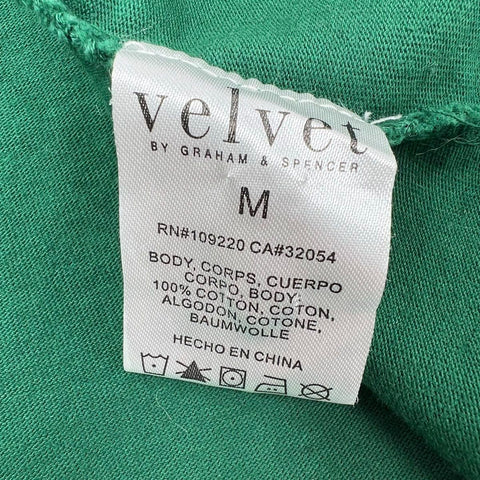 velvet
BY GRAHAM & SPENCER
M
RN#109220 CA#32054
BODY, CORPS, CUERPO
CORPO, BODY,
100% COTTON, COTON,
ALGODON, COTONE,
BAUMWOLLE
HECHO EN CHINA